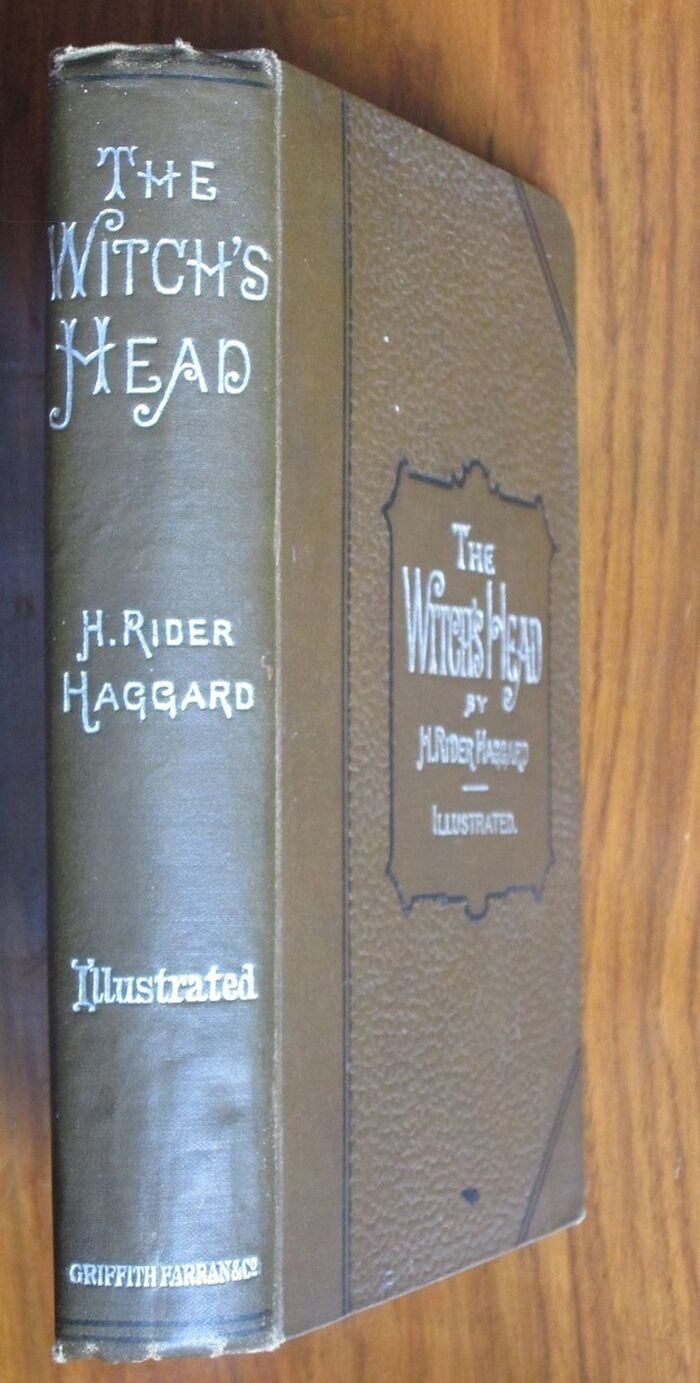 THE
WITCH'S
HEAD
H. RIDER
HAGGARD
Illustrated
GRIFFITH FARRAN & Co
THE
WITCH'S HEAD
BY
H. RIDER HAGGARD
ILLUSTRATED.